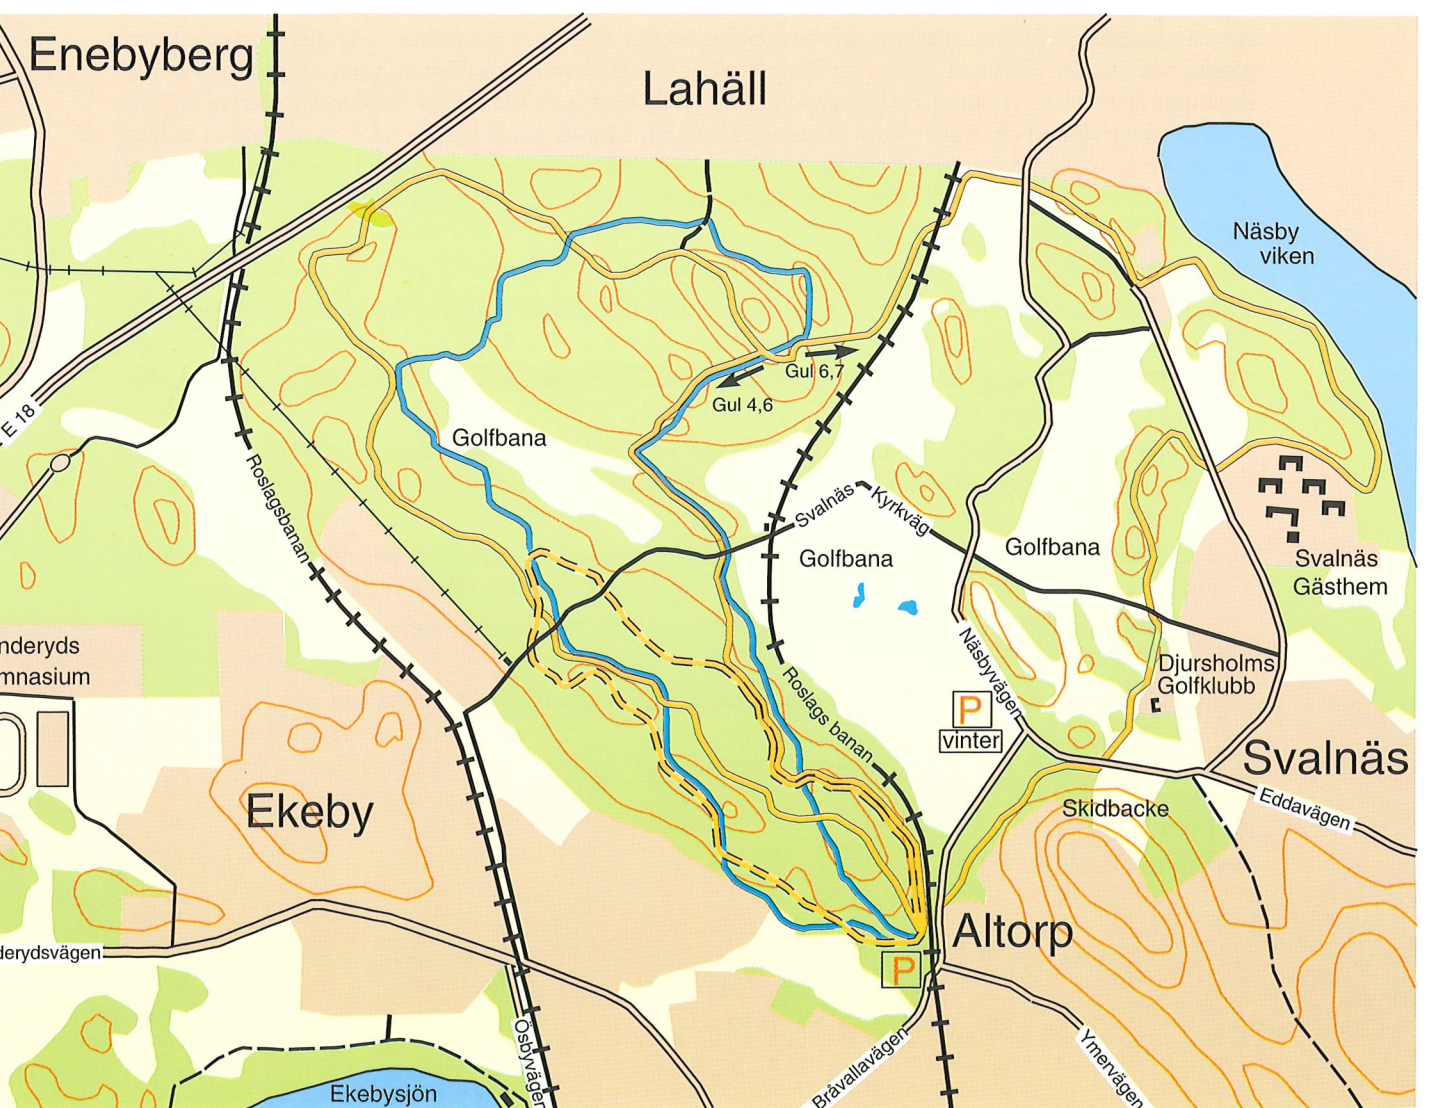 Enebyberg
Lahäll
Näsby
viken
E 18
Gul 6,7
Gul 4,6
Golfbana
Roslagsbanan
Svalnäs Kyrkväg
Golfbana
Golfbana
Svalnäs
Gästhem
nderyds
mnasium
Näsbyvägen
Djursholms
Golfklubb
Roslags banan
P
vinter
Svalnäs
Ekeby
Skidbacke
Eddavägen
Altorp
derydsvägen
P
Ösbyvägen
Bråvallavägen
Ymervägen
Ekebysjön